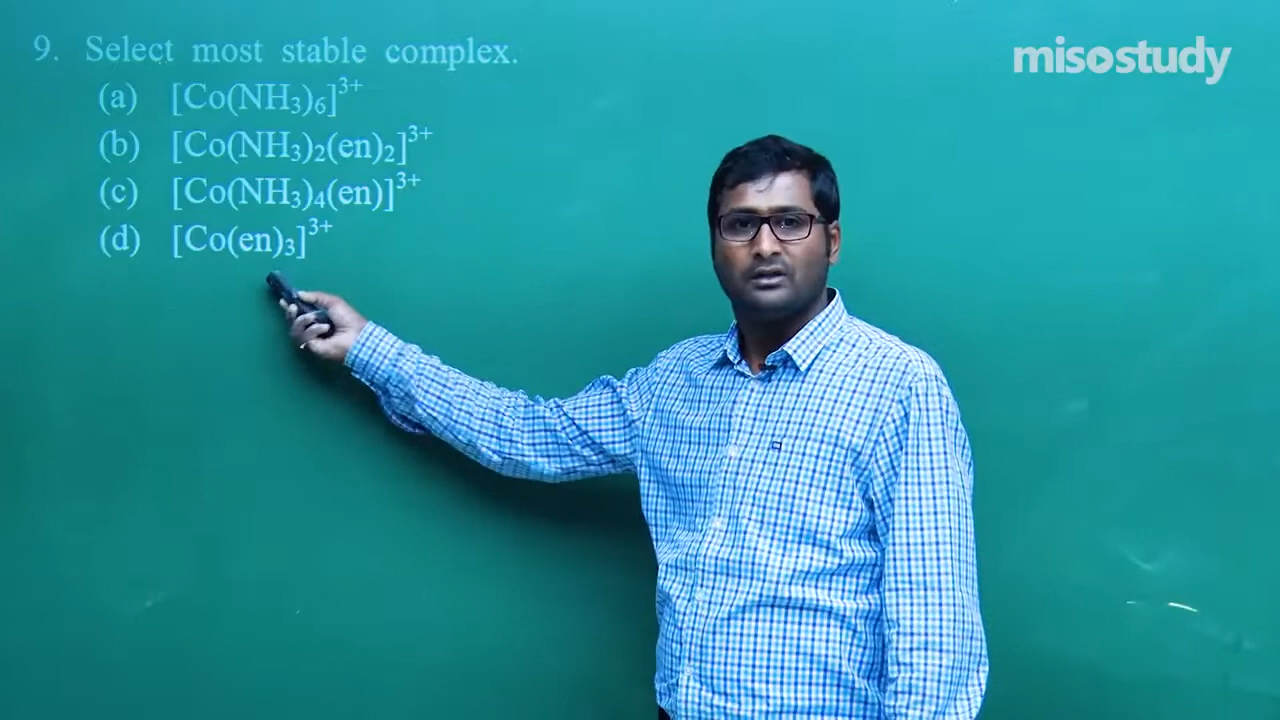 misostudy
9. Select most stable complex.
(a) [Co(NH₃)₆]³⁺
(b) [Co(NH₃)₂(en)₂]³⁺
(c) [Co(NH₃)₄(en)]³⁺
(d) [Co(en)₃]³⁺